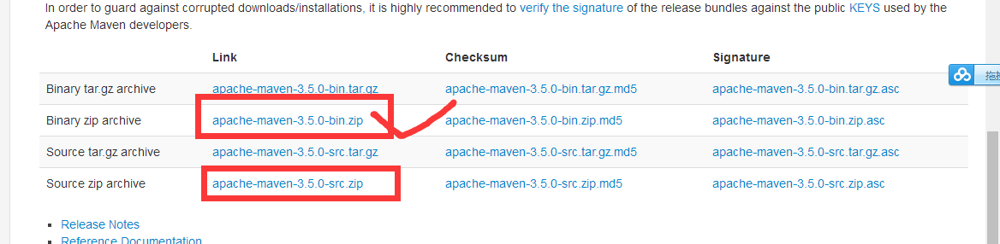 In order to guard against corrupted downloads/installations, it is highly recommended to verify the signature of the release bundles against the public KEYS used by the
Apache Maven developers.
Link Checksum Signature
Binary tar.gz archive apache-maven-3.5.0-bin.tar.gz apache-maven-3.5.0-bin.tar.gz.md5 apache-maven-3.5.0-bin.tar.gz.asc
Binary zip archive apache-maven-3.5.0-bin.zip apache-maven-3.5.0-bin.zip.md5 apache-maven-3.5.0-bin.zip.asc
Source tar.gz archive apache-maven-3.5.0-src.tar.gz apache-maven-3.5.0-src.tar.gz.md5 apache-maven-3.5.0-src.tar.gz.asc
Source zip archive apache-maven-3.5.0-src.zip apache-maven-3.5.0-src.zip.md5 apache-maven-3.5.0-src.zip.asc
Release Notes
Reference Documentation